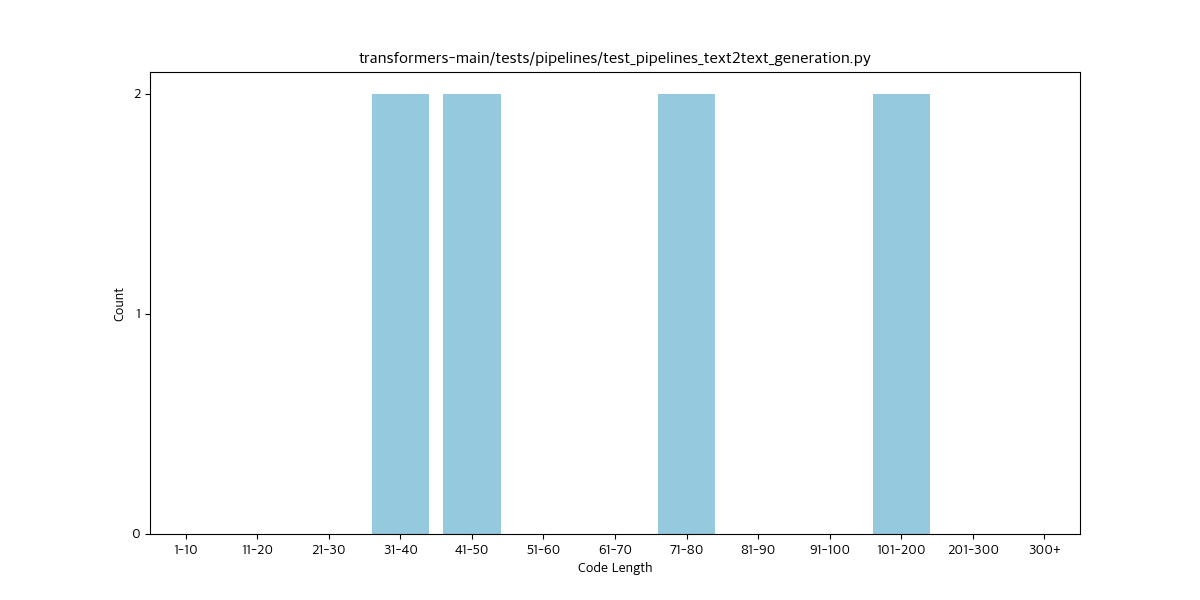 transformers-main/tests/pipelines/test_pipelines_text2text_generation.py
Count
2
1
0
1-10 11-20 21-30 31-40 41-50 51-60 61-70 71-80 81-90 91-100 101-200 201-300 300+
Code Length